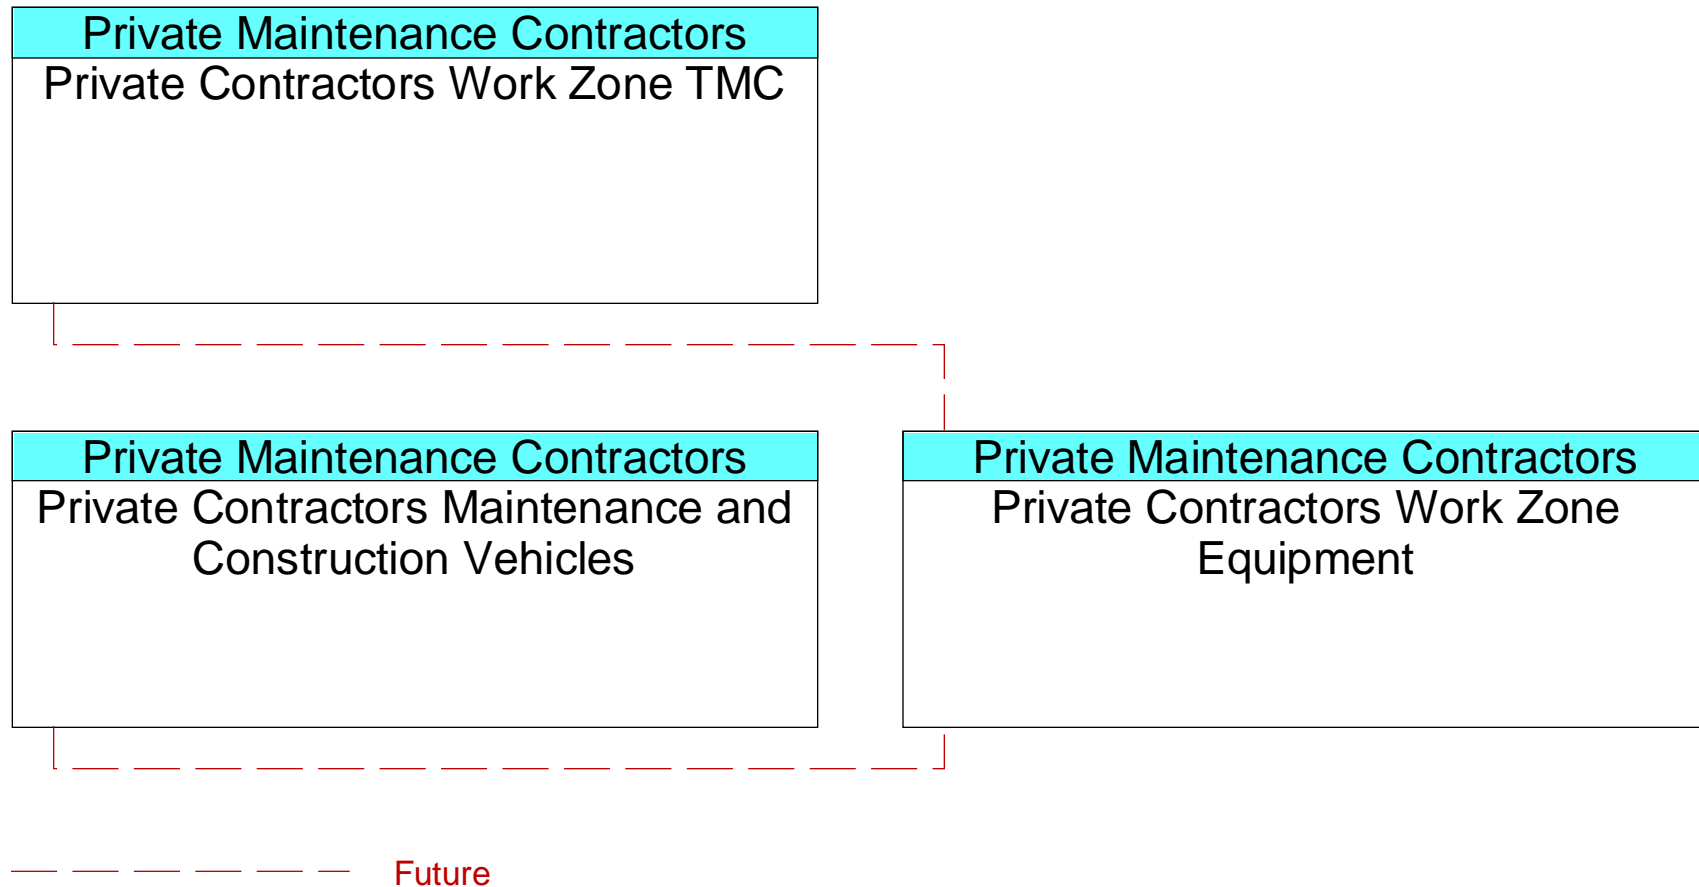 Private Maintenance Contractors
Private Contractors Work Zone TMC
Private Maintenance Contractors
Private Contractors Maintenance and
Construction Vehicles
Private Maintenance Contractors
Private Contractors Work Zone
Equipment
Future